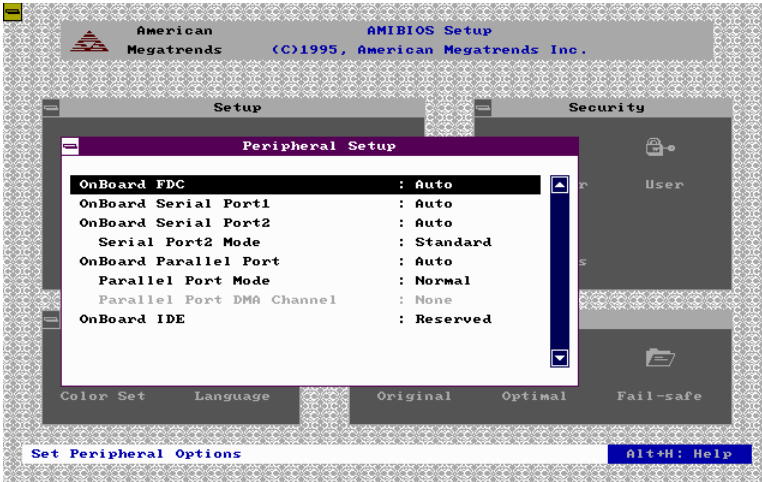 American
Megatrends
AMIBIOS Setup
(C)1995, American Megatrends Inc.
Setup
Security
Peripheral Setup
OnBoard FDC : Auto
OnBoard Serial Port1 : Auto
OnBoard Serial Port2 : Auto
Serial Port2 Mode : Standard
OnBoard Parallel Port : Auto
Parallel Port Mode : Normal
Parallel Port DMA Channel : None
OnBoard IDE : Reserved
User
Color Set Language
Original Optimal Fail-safe
Set Peripheral Options
Alt+H: Help